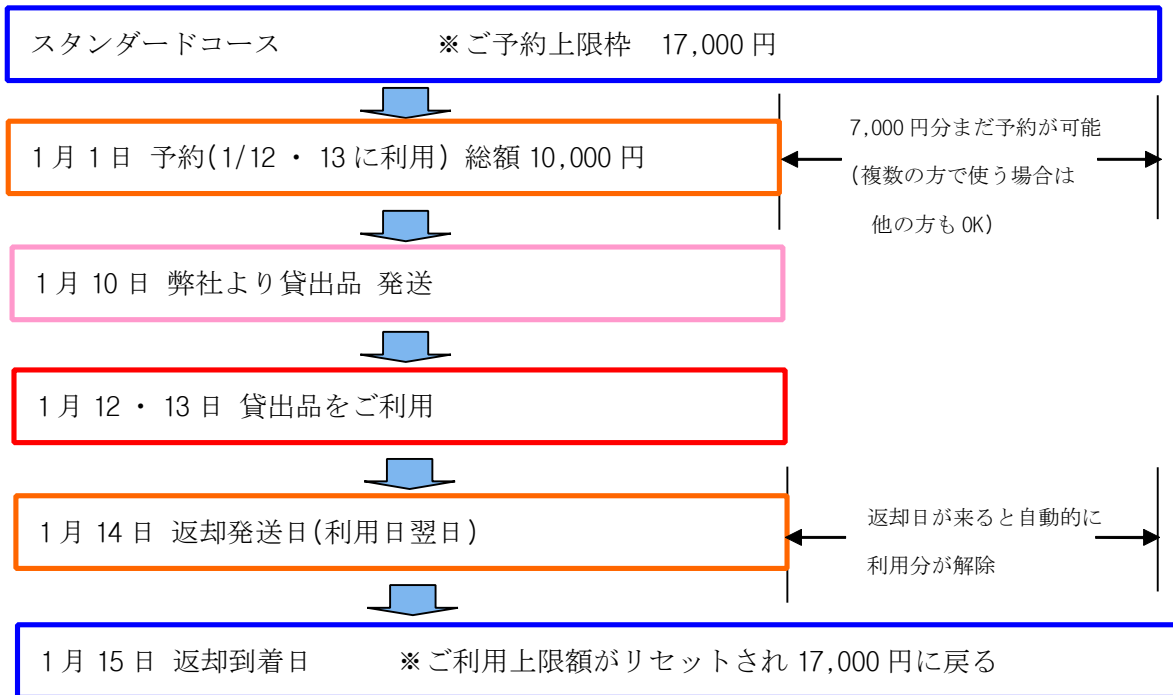 スタンダードコース ※ご予約上限枠 17,000円
1月1日 予約(1/12・13に利用) 総額10,000円
7,000円分まだ予約が可能
(複数の方で使う場合は
他の方もOK)
1月10日 弊社より貸出品 発送
1月12・13日 貸出品をご利用
1月14日 返却発送日(利用日翌日)
返却日が来ると自動的に
利用分が解除
1月15日 返却到着日 ※ご利用上限額がリセットされ17,000円に戻る